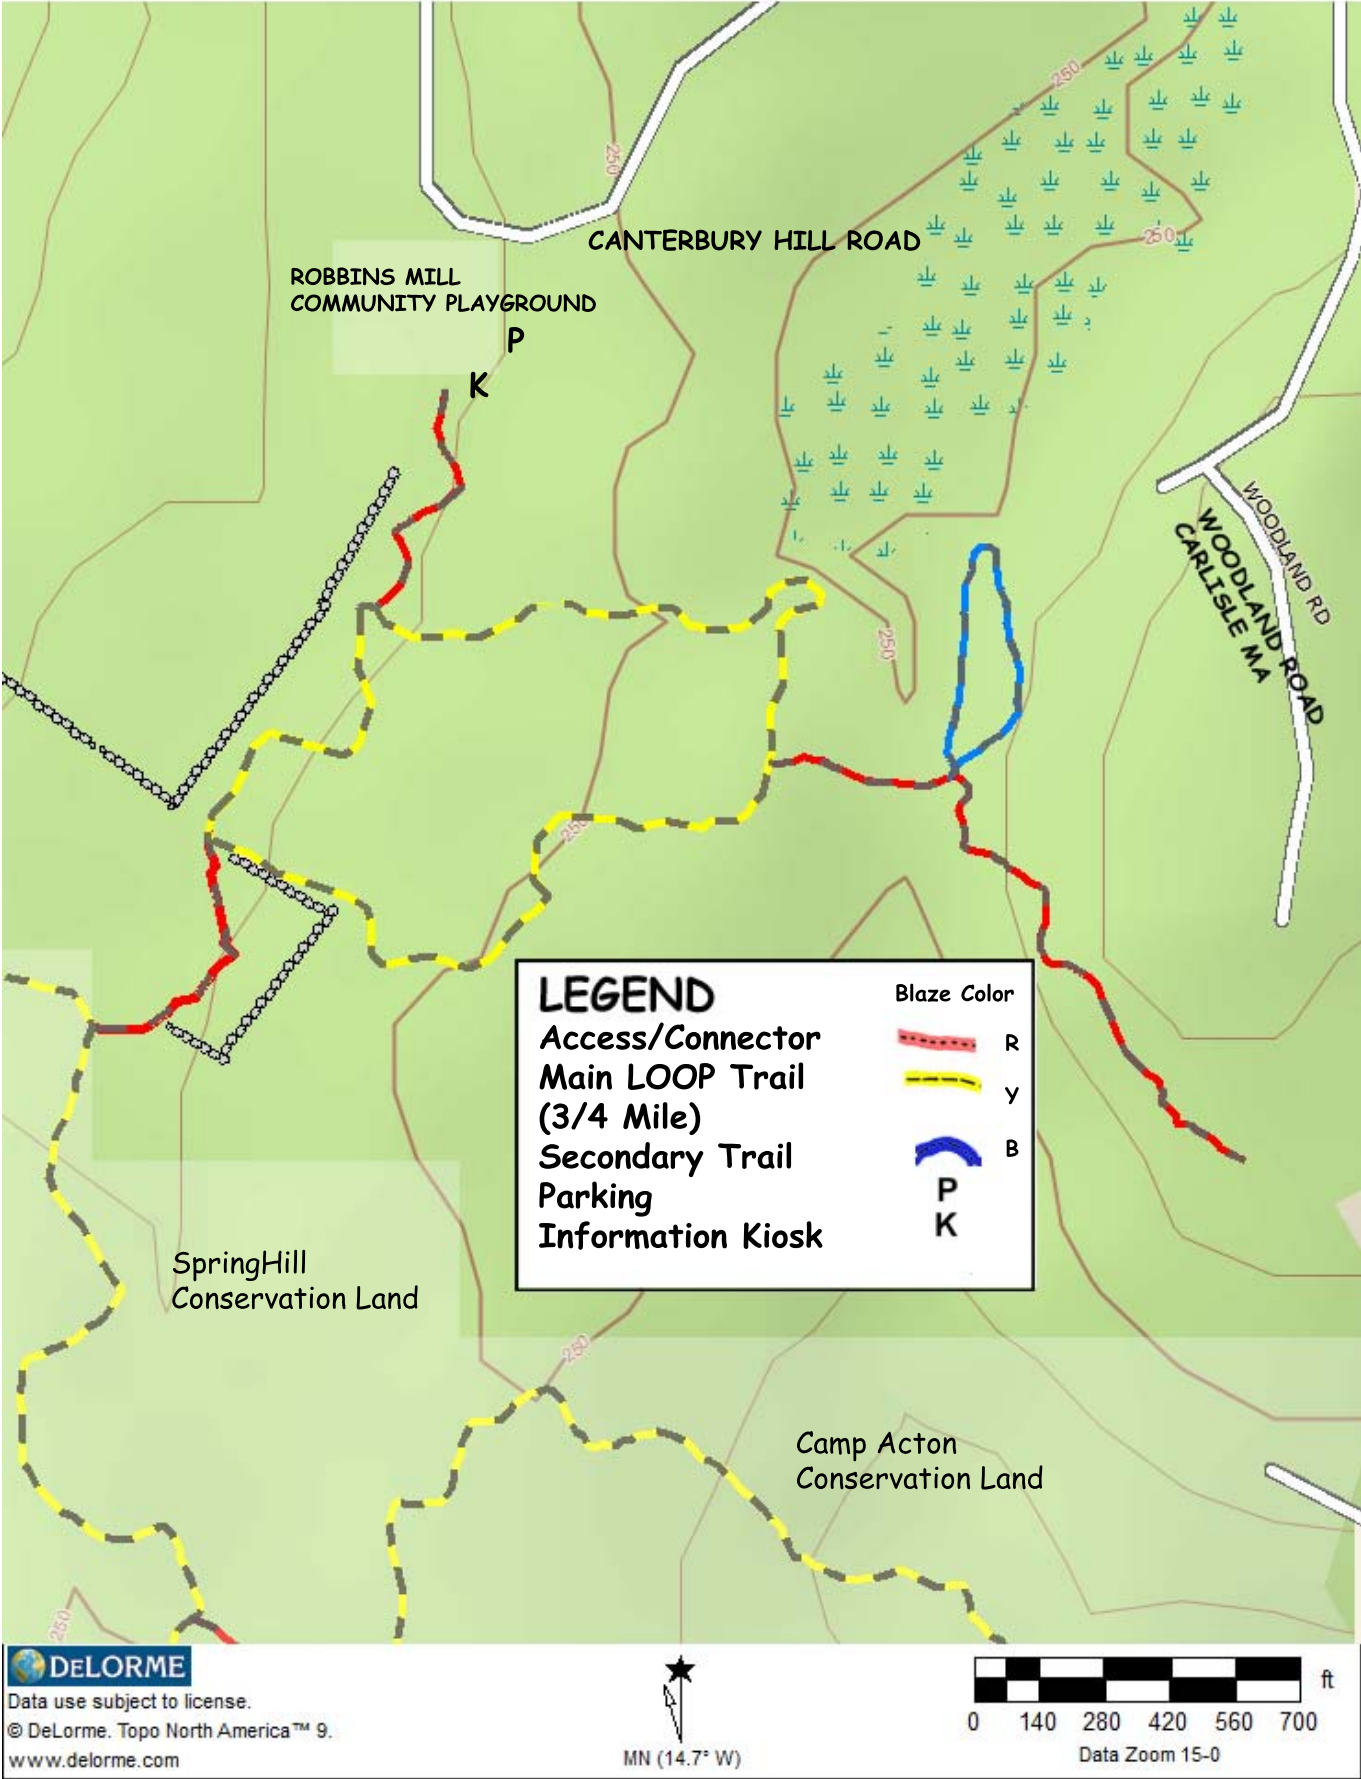 250
250
250
CANTERBURY HILL ROAD
ROBBINS MILL
COMMUNITY PLAYGROUND
P
K
WOODLAND RD
WOODLAND ROAD
CARLISLE MA
250
250
LEGEND
Blaze Color
Access/Connector
R
Main LOOP Trail
Y
(3/4 Mile)
Secondary Trail
B
Parking
P
Information Kiosk
K
SpringHill
Conservation Land
250
Camp Acton
Conservation Land
250
DELORME
Data use subject to license.
© DeLorme. Topo North America™ 9.
www.delorme.com
MN (14.7° W)
ft
0 140 280 420 560 700
Data Zoom 15-0